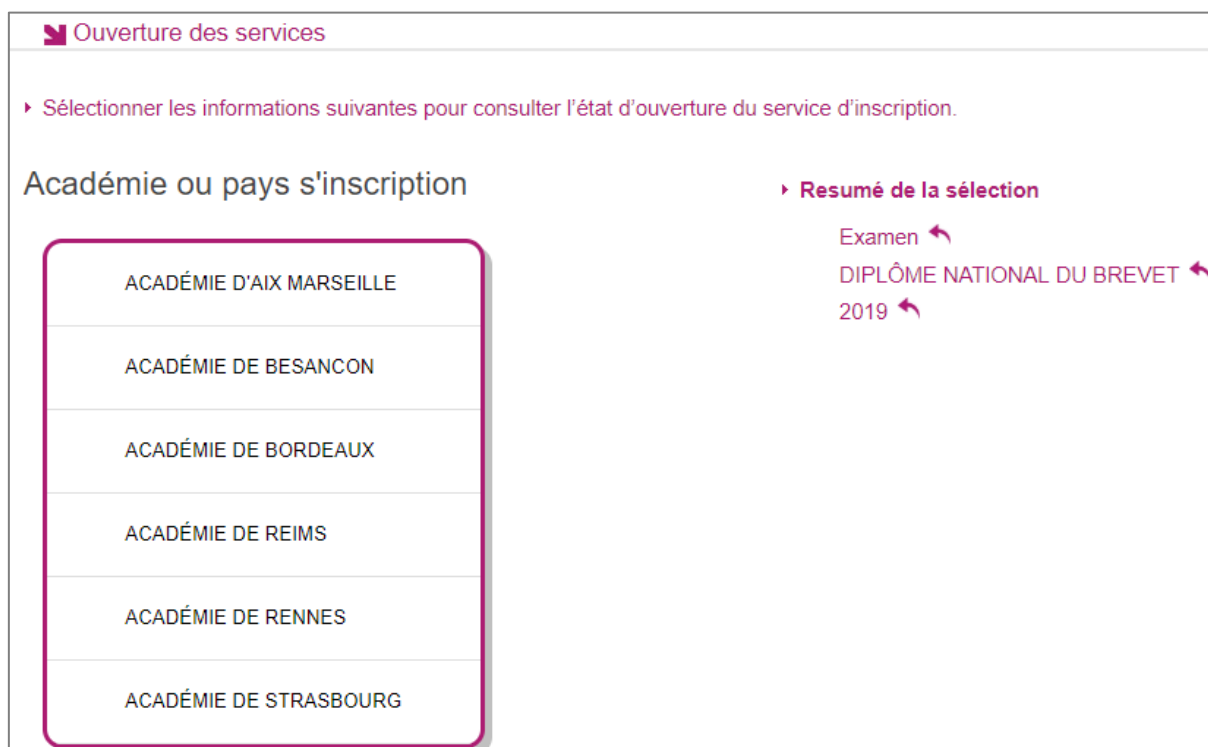 Ouverture des services
Sélectionner les informations suivantes pour consulter l’état d’ouverture du service d’inscription.
Académie ou pays s'inscription
ACADÉMIE D'AIX MARSEILLE
ACADÉMIE DE BESANCON
ACADÉMIE DE BORDEAUX
ACADÉMIE DE REIMS
ACADÉMIE DE RENNES
ACADÉMIE DE STRASBOURG
Resumé de la sélection
Examen
DIPLÔME NATIONAL DU BREVET
2019